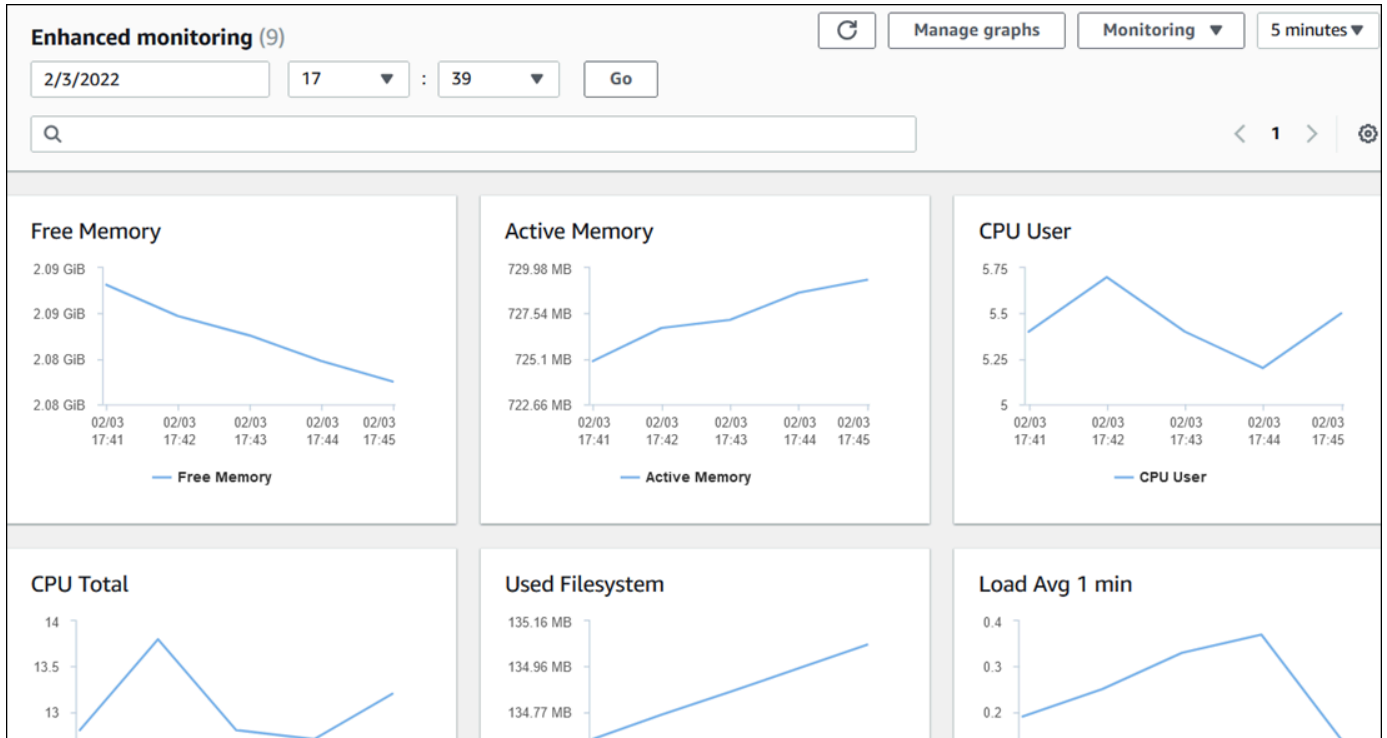 Enhanced monitoring (9)
Manage graphs
Monitoring
5 minutes
2/3/2022
17
:
39
Go
1
Free Memory
2.09 GiB
2.09 GiB
2.08 GiB
2.08 GiB
02/03 02/03 02/03 02/03 02/03
17:41 17:42 17:43 17:44 17:45
Free Memory
Active Memory
729.98 MB
727.54 MB
725.1 MB
722.66 MB
02/03 02/03 02/03 02/03 02/03
17:41 17:42 17:43 17:44 17:45
Active Memory
CPU User
5.75
5.5
5.25
5
02/03 02/03 02/03 02/03 02/03
17:41 17:42 17:43 17:44 17:45
CPU User
CPU Total
14
13.5
13
Used Filesystem
135.16 MB
134.96 MB
134.77 MB
Load Avg 1 min
0.4
0.3
0.2